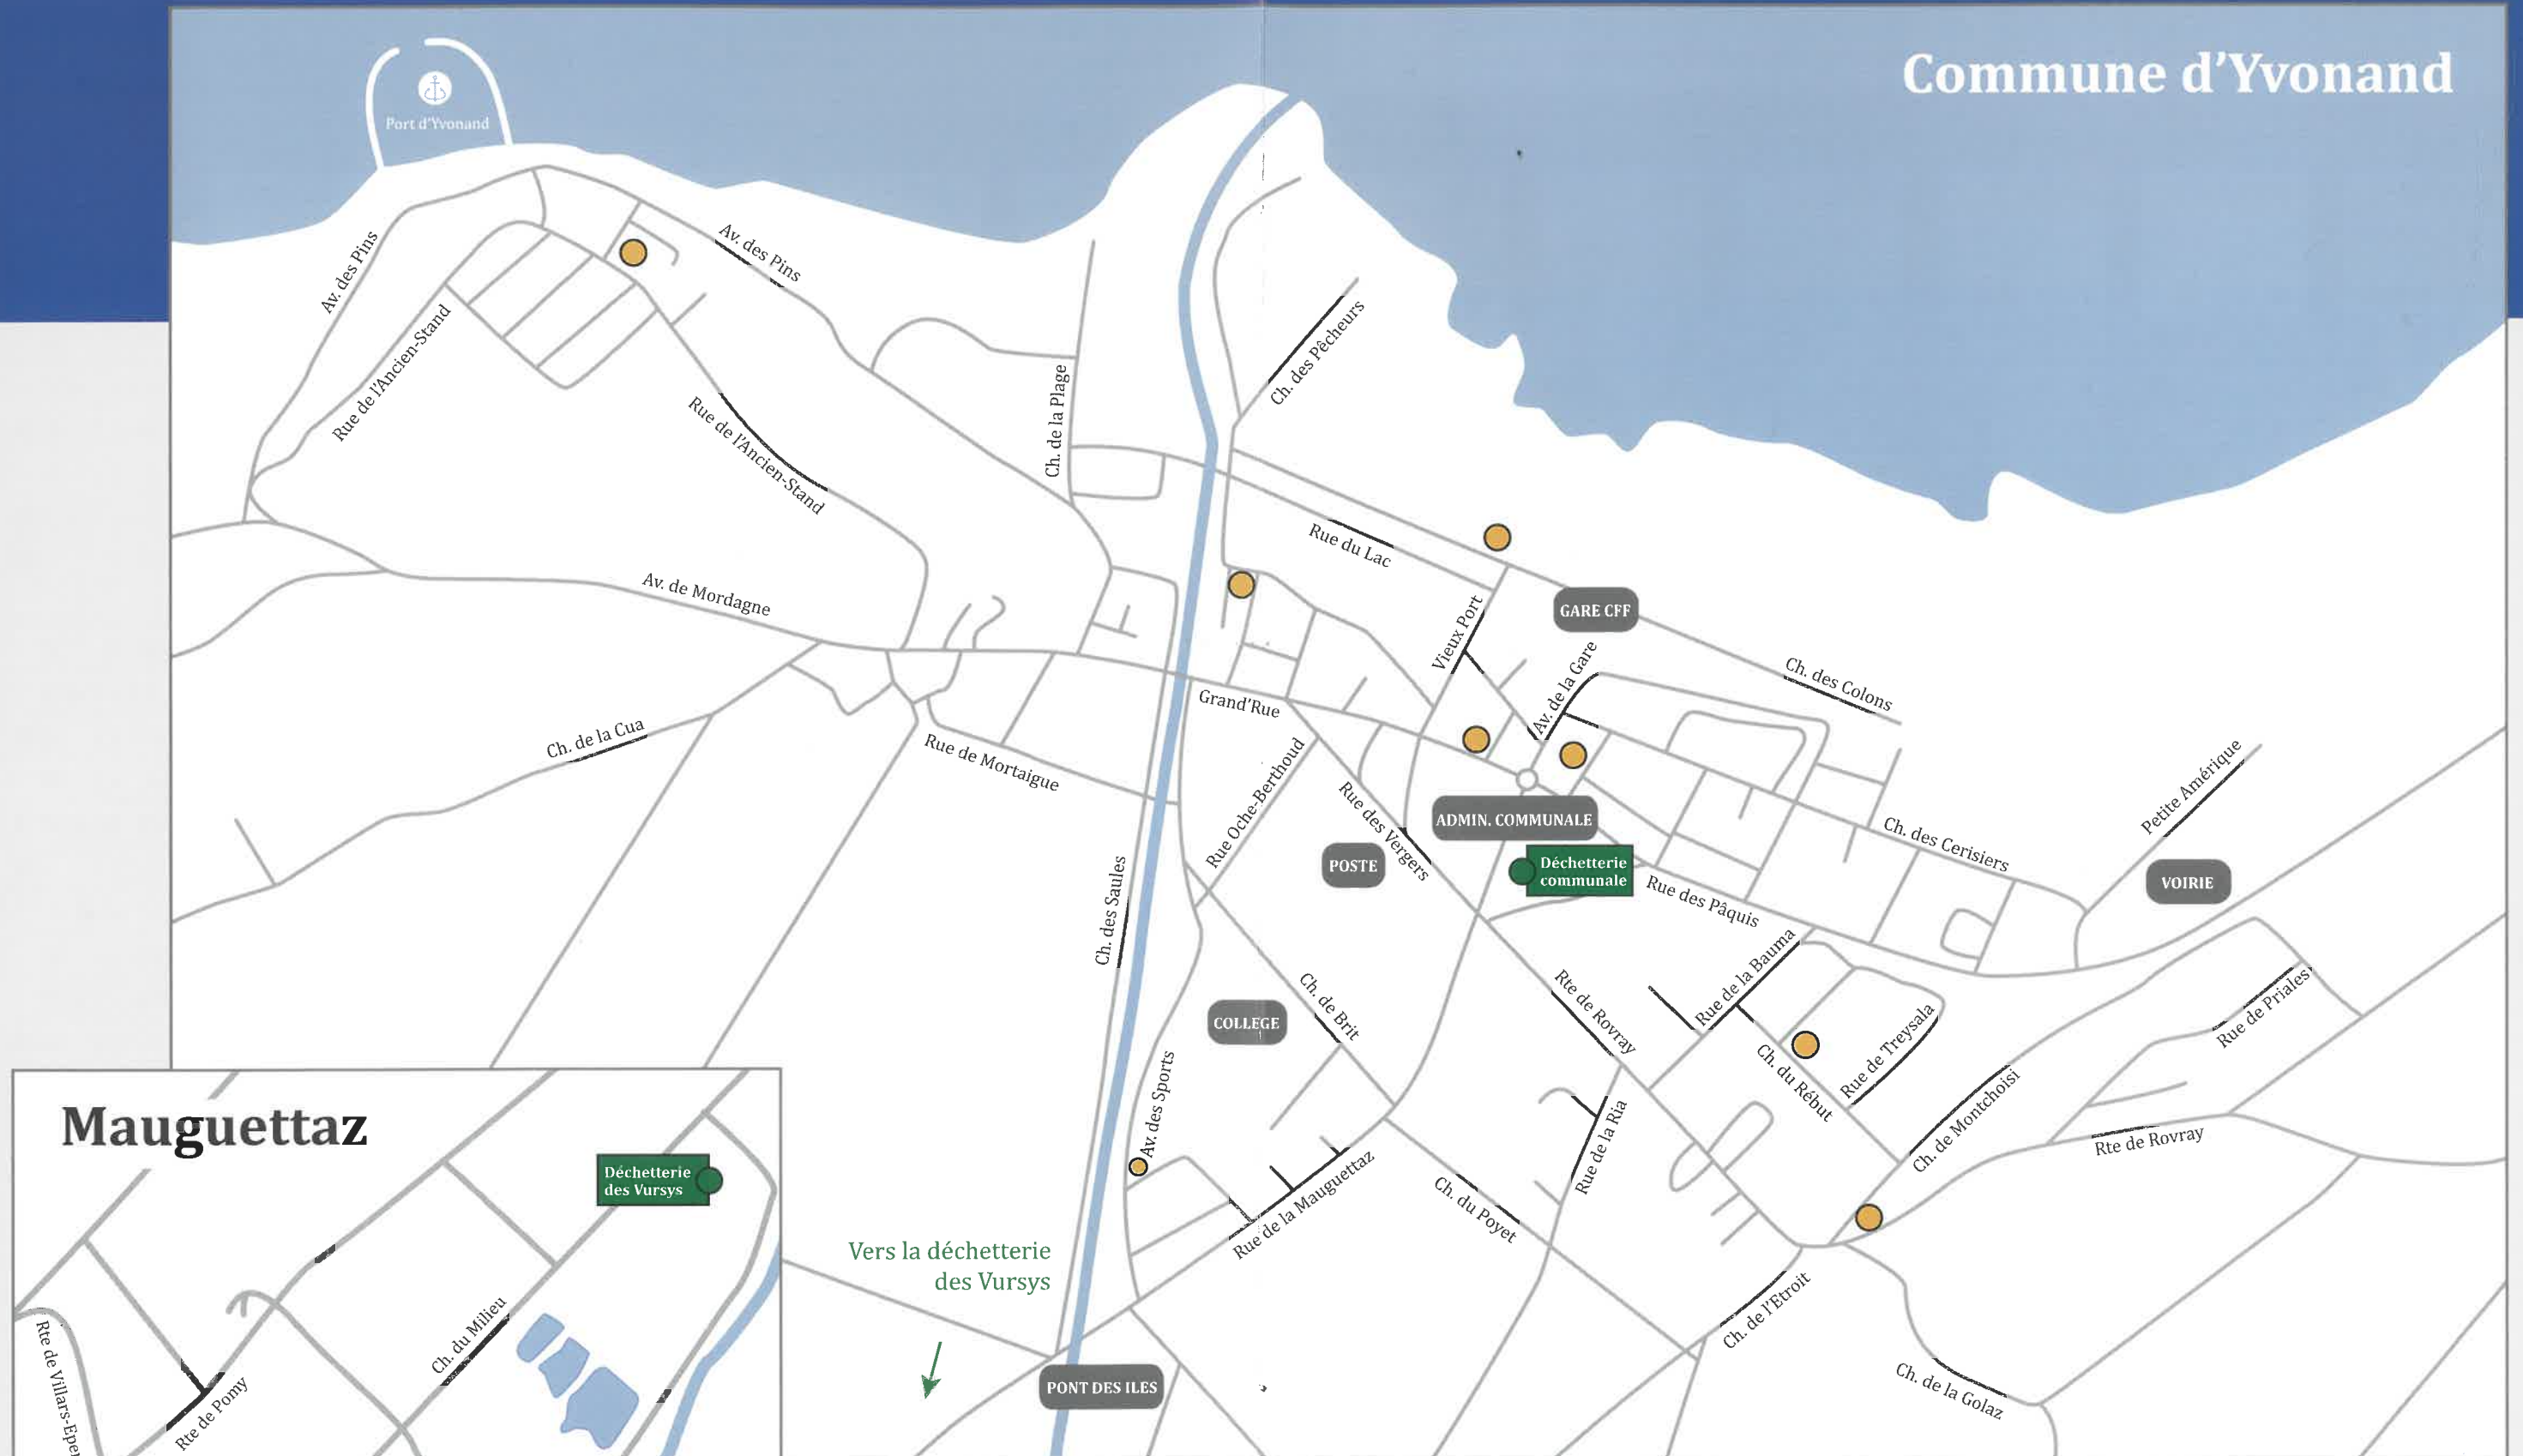 Commune d'Yvonand
Port d'Yvonand
Av. des Pins
Av. des Pins
Rue de l'Ancien-Stand
Rue de l'Ancien-Stand
Ch. de la Plage
Ch. des Pêcheurs
Rue du Lac
Av. de Mordagne
Vieux Port
GARE CFF
Av. de la Gare
Ch. des Colons
Grand'Rue
Ch. de la Cua
Rue de Mortaigue
Rue Oche-Berthoud
Rue des Vergers
ADMIN. COMMUNALE
POSTE
Déchetterie
communale
Rue des Pâquis
Ch. des Cerisiers
Petite Amérique
VOIRIE
Ch. des Saules
COLLEGE
Ch. de Brit
Rte de Rovray
Rue de la Bauma
Ch. du Rébut
Rue de Treysala
Rue de Priales
Ch. de Montchoisi
Rte de Rovray
Av. des Sports
Rue de la Mauguettaz
Ch. du Poyet
Rue de la Ria
Ch. de l'Etroit
Ch. de la Golaz
Vers la déchetterie
des Vursys
PONT DES ILES
Mauguettaz
Déchetterie
des Vursys
Ch. du Milieu
Rte de Pomy
Rte de Villars-Epe